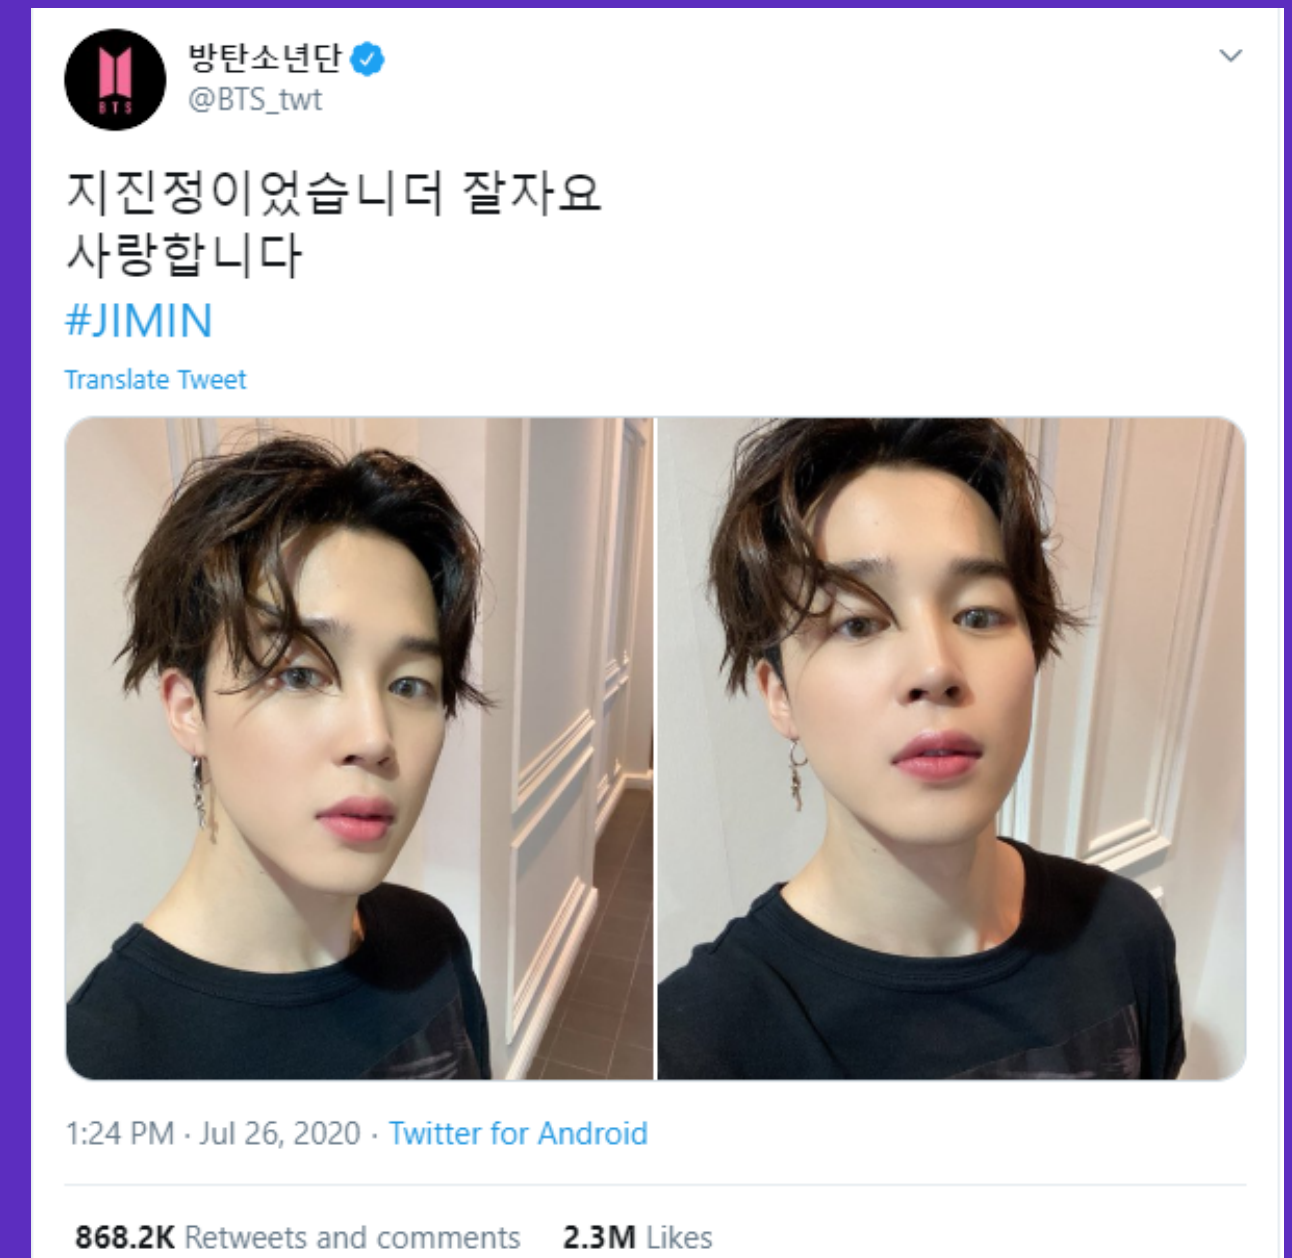 방탄소년단
@BTS_twt
BTS
지진정이었습니더 잘자요
사랑합니다
#JIMIN
Translate Tweet
1:24 PM · Jul 26, 2020 · Twitter for Android
868.2K Retweets and comments 2.3M Likes